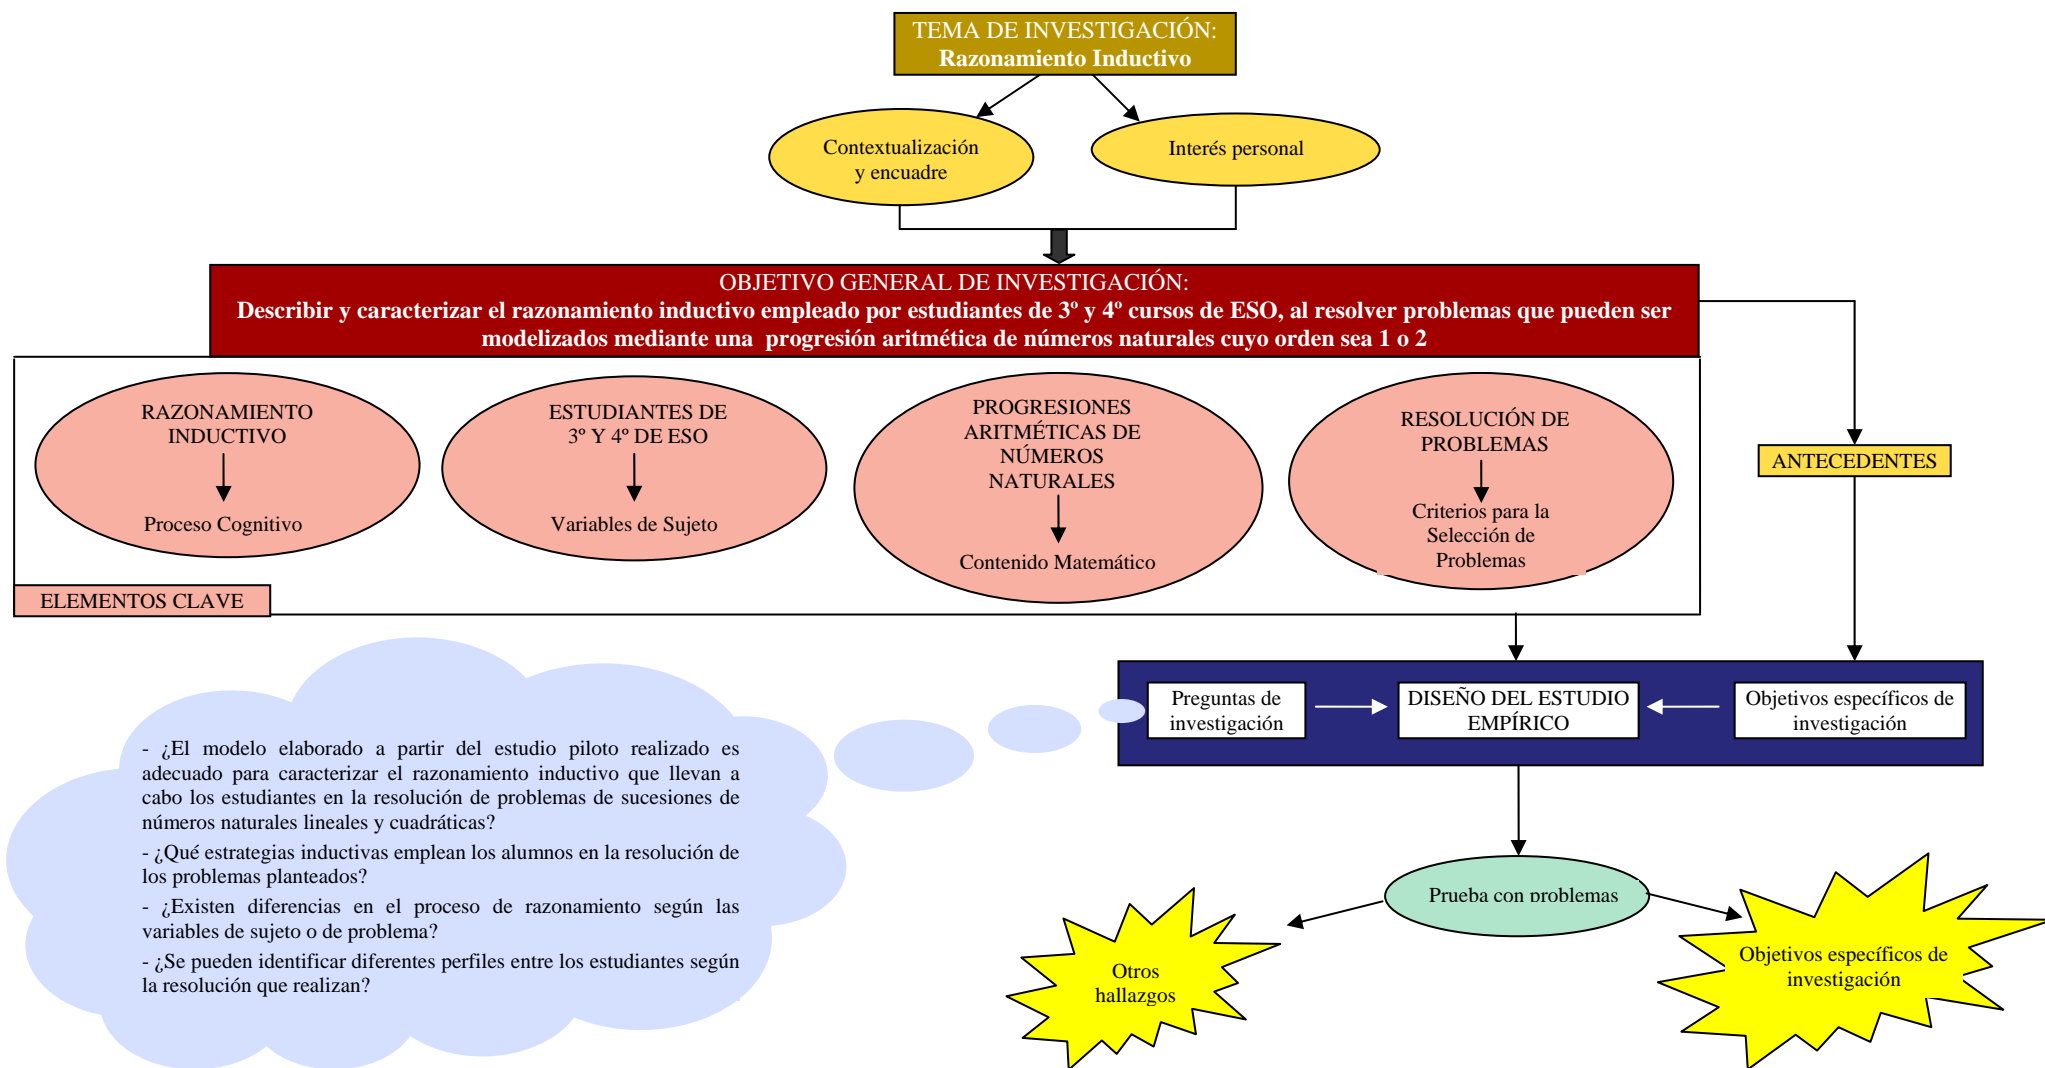 TEMA DE INVESTIGACIÓN:
Razonamiento Inductivo
Contextualización
y encuadre
Interés personal
OBJETIVO GENERAL DE INVESTIGACIÓN:
Describir y caracterizar el razonamiento inductivo empleado por estudiantes de 3º y 4º cursos de ESO, al resolver problemas que pueden ser
modelizados mediante una progresión aritmética de números naturales cuyo orden sea 1 o 2
RAZONAMIENTO
INDUCTIVO
Proceso Cognitivo
ESTUDIANTES DE
3º Y 4º DE ESO
Variables de Sujeto
PROGRESIONES
ARITMÉTICAS DE
NÚMEROS
NATURALES
Contenido Matemático
RESOLUCIÓN DE
PROBLEMAS
Criterios para la
Selección de
Problemas
ANTECEDENTES
ELEMENTOS CLAVE
Preguntas de
investigación
DISEÑO DEL ESTUDIO
EMPÍRICO
Objetivos específicos de
investigación
- ¿El modelo elaborado a partir del estudio piloto realizado es
adecuado para caracterizar el razonamiento inductivo que llevan a
cabo los estudiantes en la resolución de problemas de sucesiones de
números naturales lineales y cuadráticas?
- ¿Qué estrategias inductivas emplean los alumnos en la resolución de
los problemas planteados?
- ¿Existen diferencias en el proceso de razonamiento según las
variables de sujeto o de problema?
- ¿Se pueden identificar diferentes perfiles entre los estudiantes según
la resolución que realizan?
Prueba con problemas
Otros
hallazgos
Objetivos específicos de
investigación